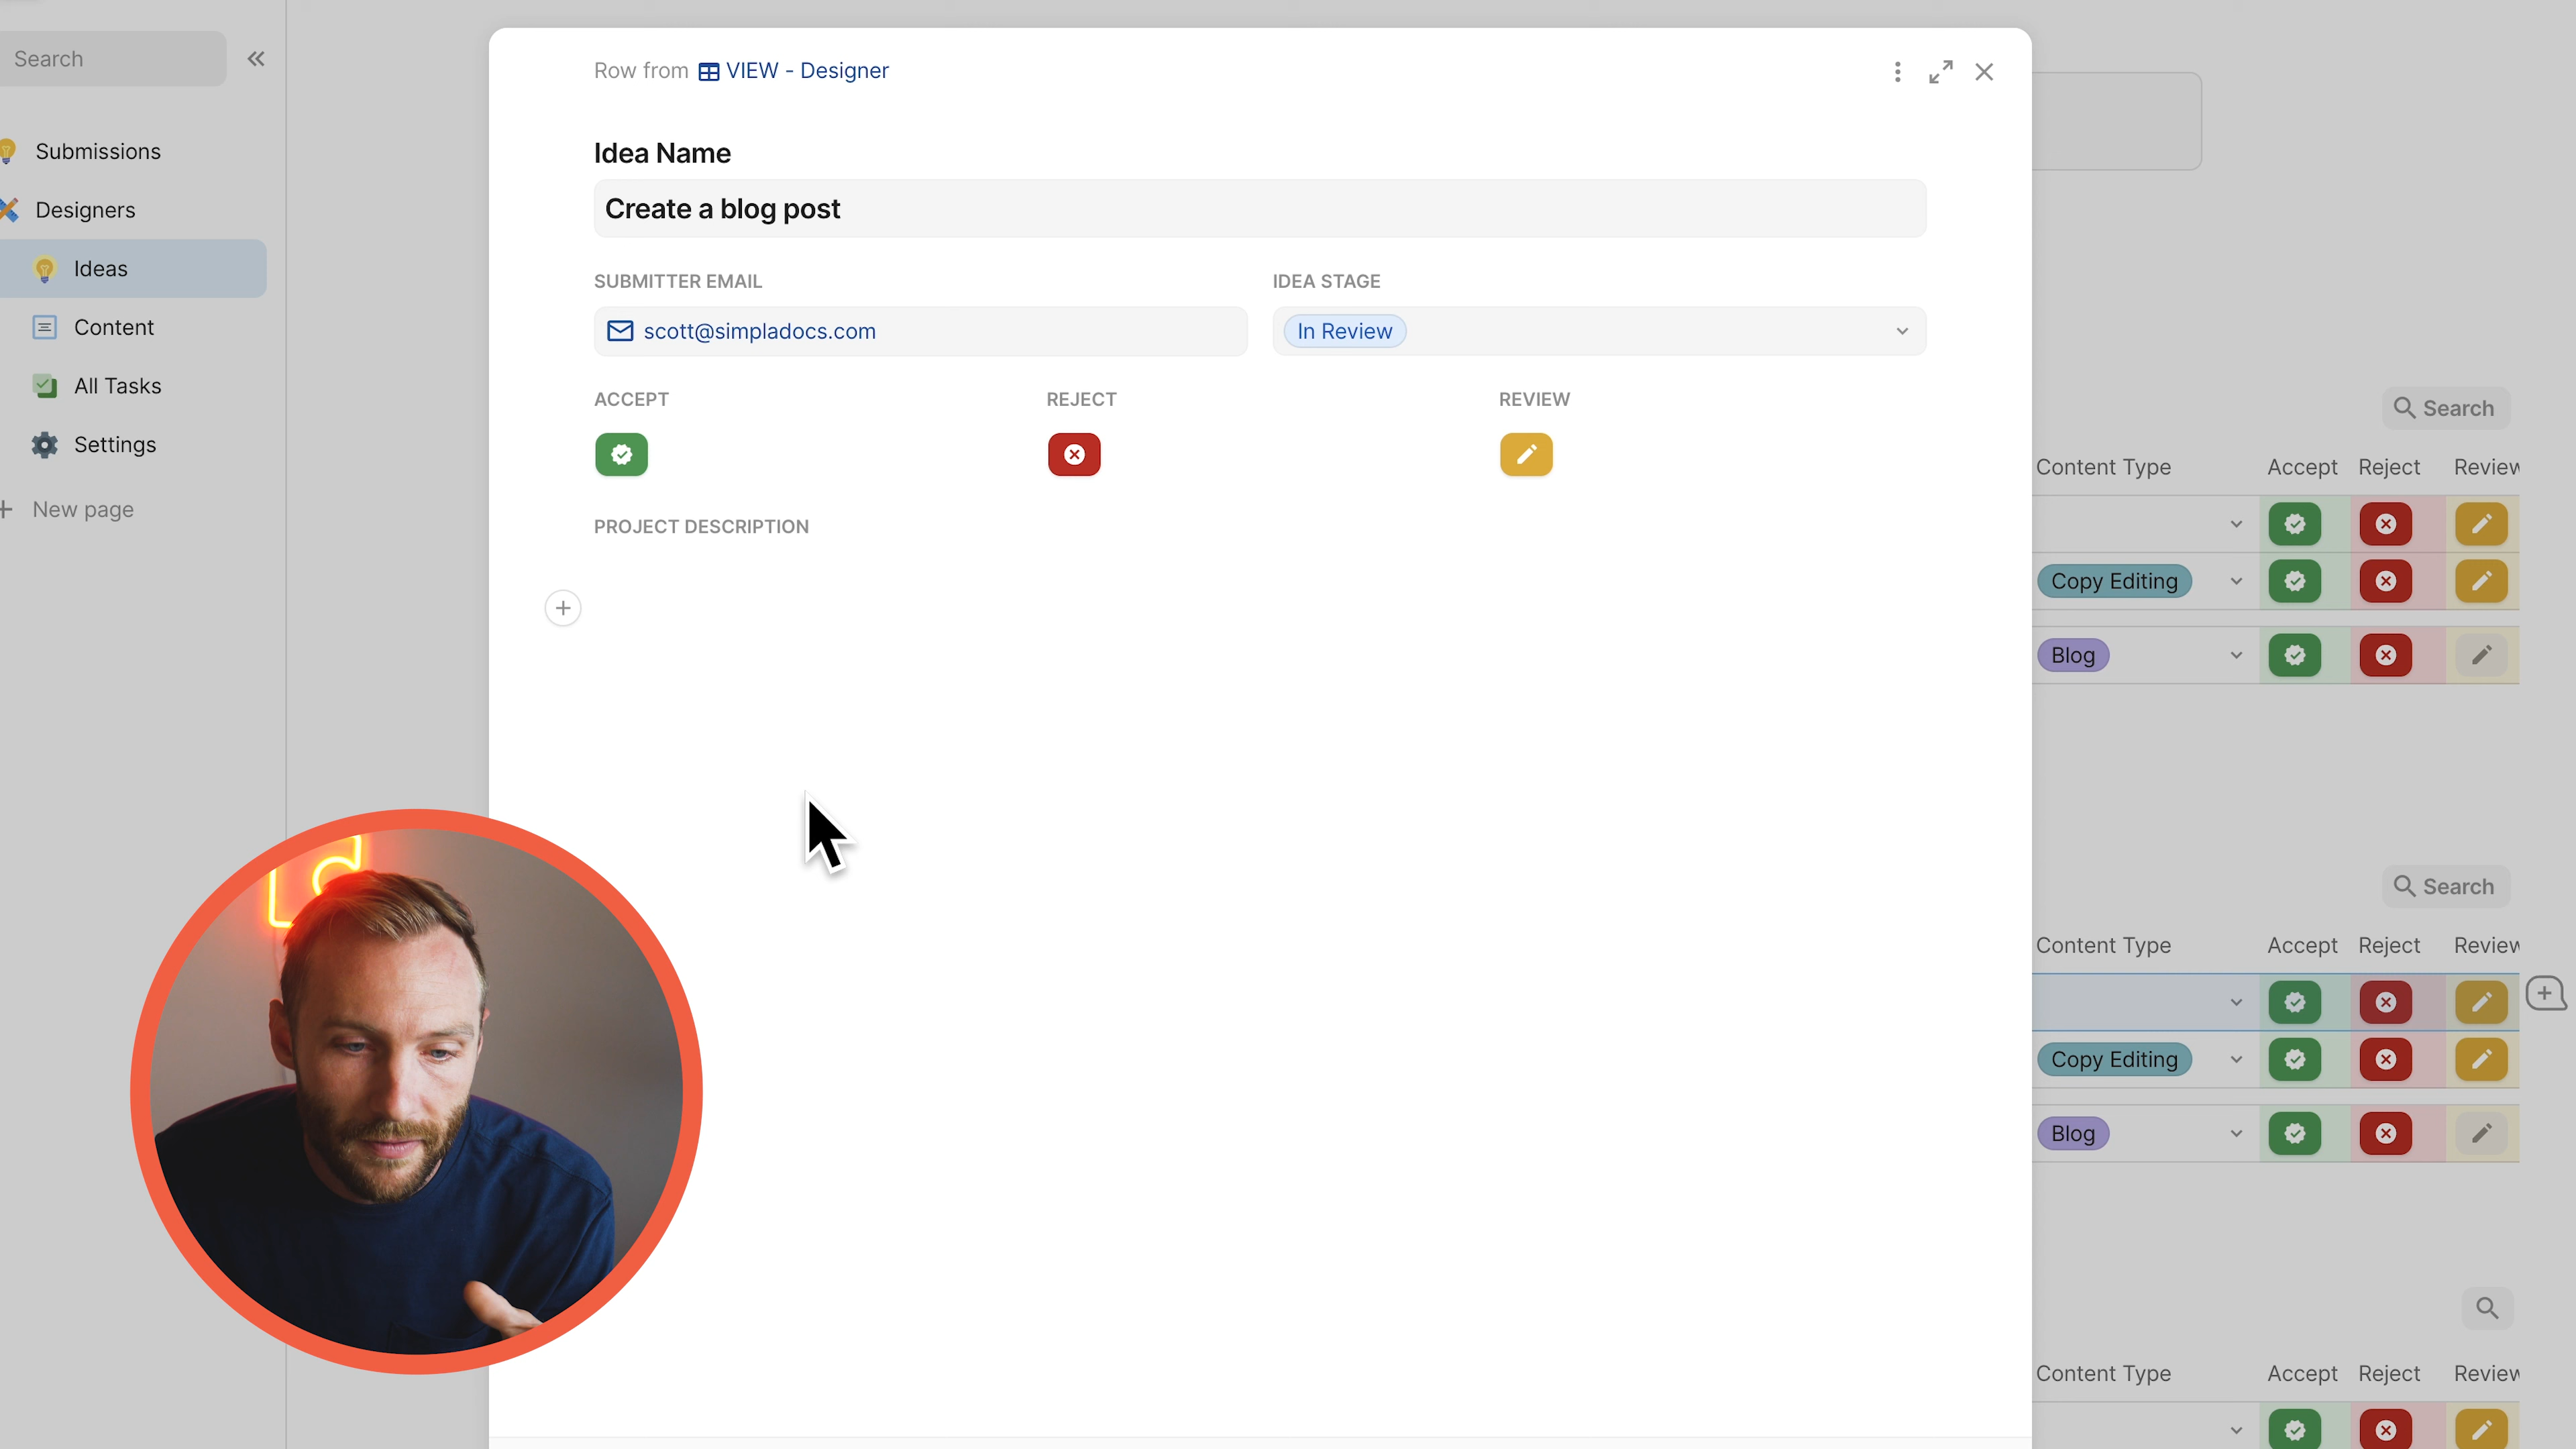 Search
Submissions
Designers
Ideas
Content
All Tasks
Settings
New page
Row from VIEW - Designer
Idea Name
Create a blog post
SUBMITTER EMAIL
IDEA STAGE
scott@simpladocs.com
In Review
ACCEPT
REJECT
REVIEW
PROJECT DESCRIPTION
Search
Content Type Accept Reject Review
Copy Editing
Blog
Search
Content Type Accept Reject Review
Copy Editing
Blog
Content Type Accept Reject Review